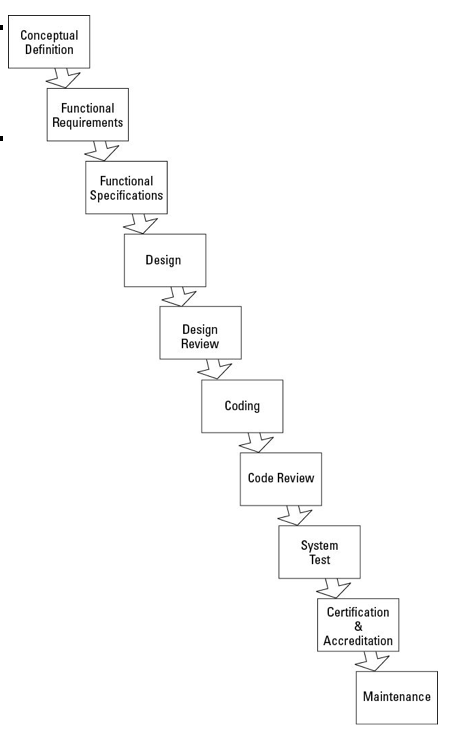 Conceptual
Definition
Functional
Requirements
Functional
Specifications
Design
Design
Review
Coding
Code Review
System
Test
Certification
&
Accreditation
Maintenance